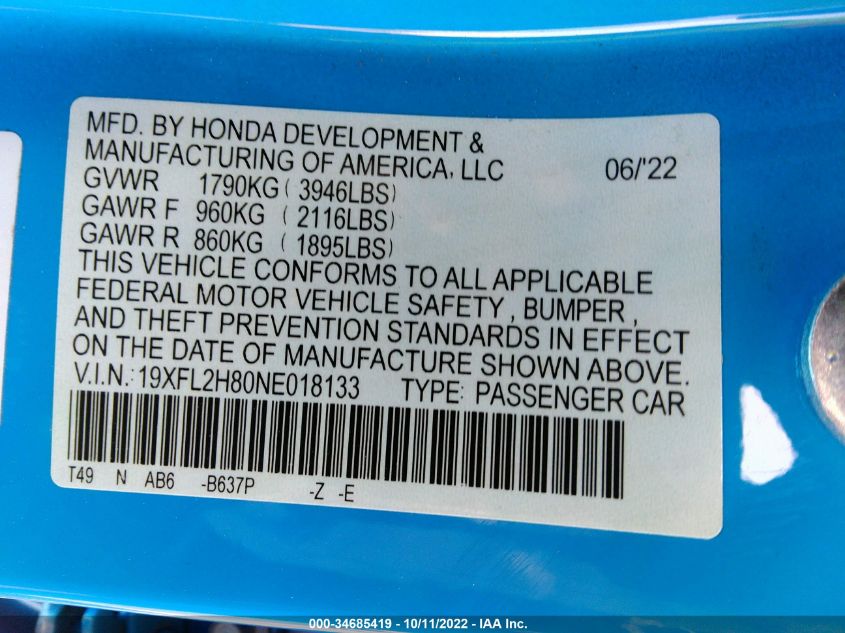 MFD. BY HONDA DEVELOPMENT &
MANUFACTURING OF AMERICA, LLC 06/'22
GVWR 1790KG ( 3946LBS)
GAWR F 960KG ( 2116LBS)
GAWR R 860KG ( 1895LBS)
THIS VEHICLE CONFORMS TO ALL APPLICABLE
FEDERAL MOTOR VEHICLE SAFETY, BUMPER,
AND THEFT PREVENTION STANDARDS IN EFFECT
ON THE DATE OF MANUFACTURE SHOWN ABOVE.
V.I.N.: 19XFL2H80NE018133 TYPE: PASSENGER CAR
T49 N AB6 -B637P -Z -E
000-34685419 - 10/11/2022 - IAA Inc.